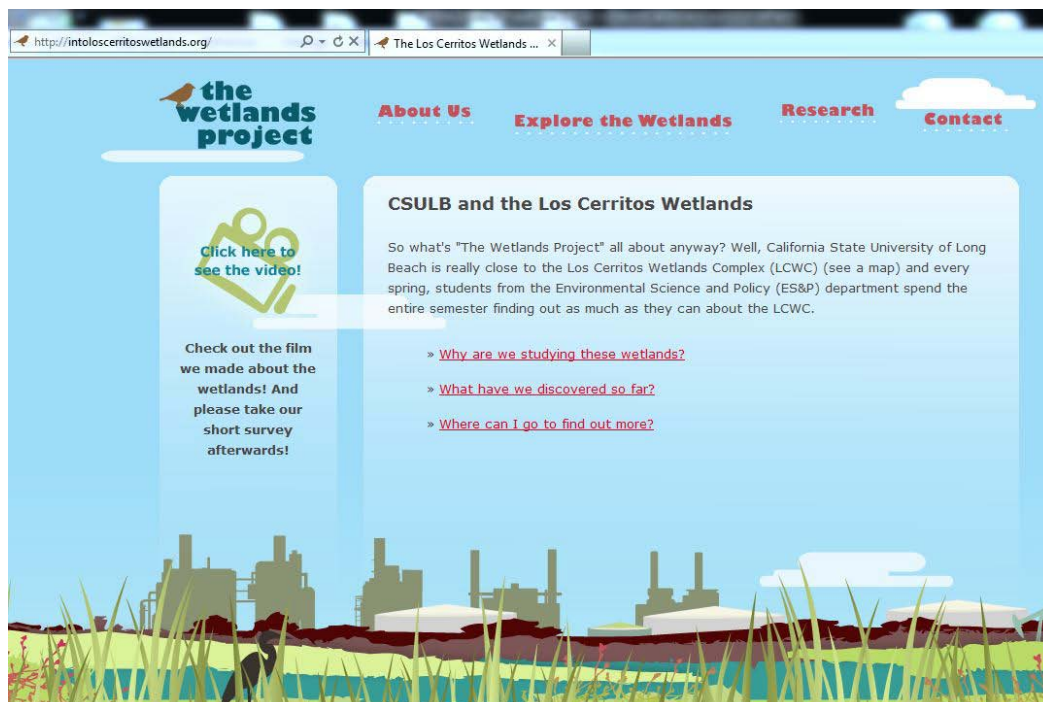 http://intoloscerritoswetlands.org/
The Los Cerritos Wetlands ...
the
wetlands
project
About Us
Explore the Wetlands
Research
Contact
Click here to
see the video!
Check out the film
we made about the
wetlands! And
please take our
short survey
afterwards!
CSULB and the Los Cerritos Wetlands
So what's "The Wetlands Project" all about anyway? Well, California State University of Long
Beach is really close to the Los Cerritos Wetlands Complex (LCWC) (see a map) and every
spring, students from the Environmental Science and Policy (ES&P) department spend the
entire semester finding out as much as they can about the LCWC.
» Why are we studying these wetlands?
» What have we discovered so far?
» Where can I go to find out more?